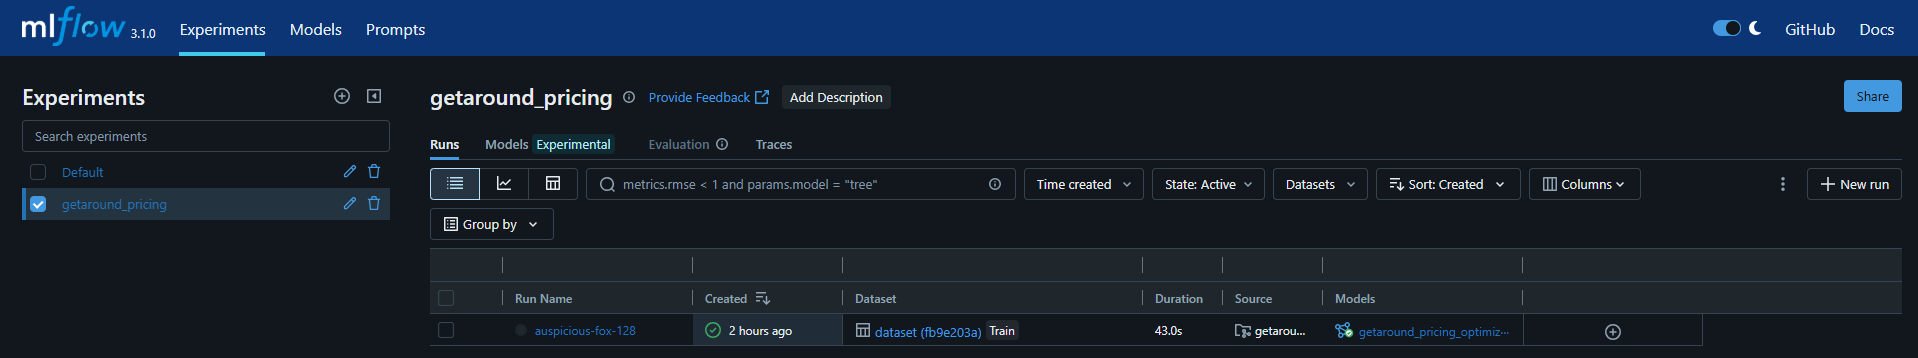 mlflow 3.1.0 Experiments Models Prompts GitHub Docs
Experiments
Search experiments
Default
getaround_pricing
getaround_pricing Provide Feedback Add Description Share
Runs Models Experimental Evaluation Traces
metrics.rmse < 1 and params.model = "tree" Time created State: Active Datasets Sort: Created Columns New run
Group by
Run Name Created Dataset Duration Source Models
auspicious-fox-128 2 hours ago dataset (fb9e203a) Train 43.0s getarou... getaround_pricing_optimiz...